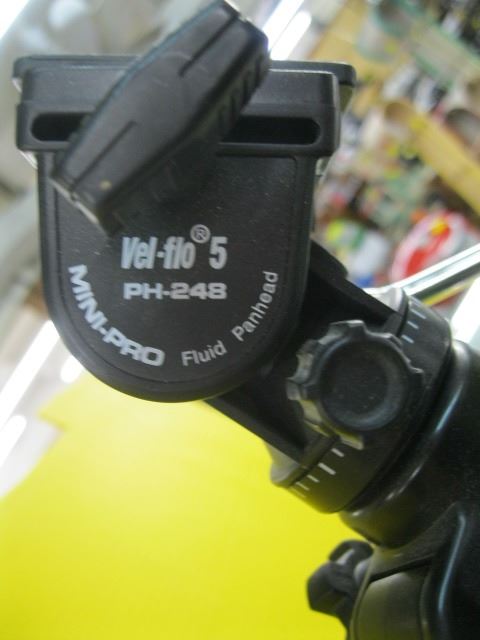 Vel-flo® 5
PH-248
MINI-PRO Fluid Panhead